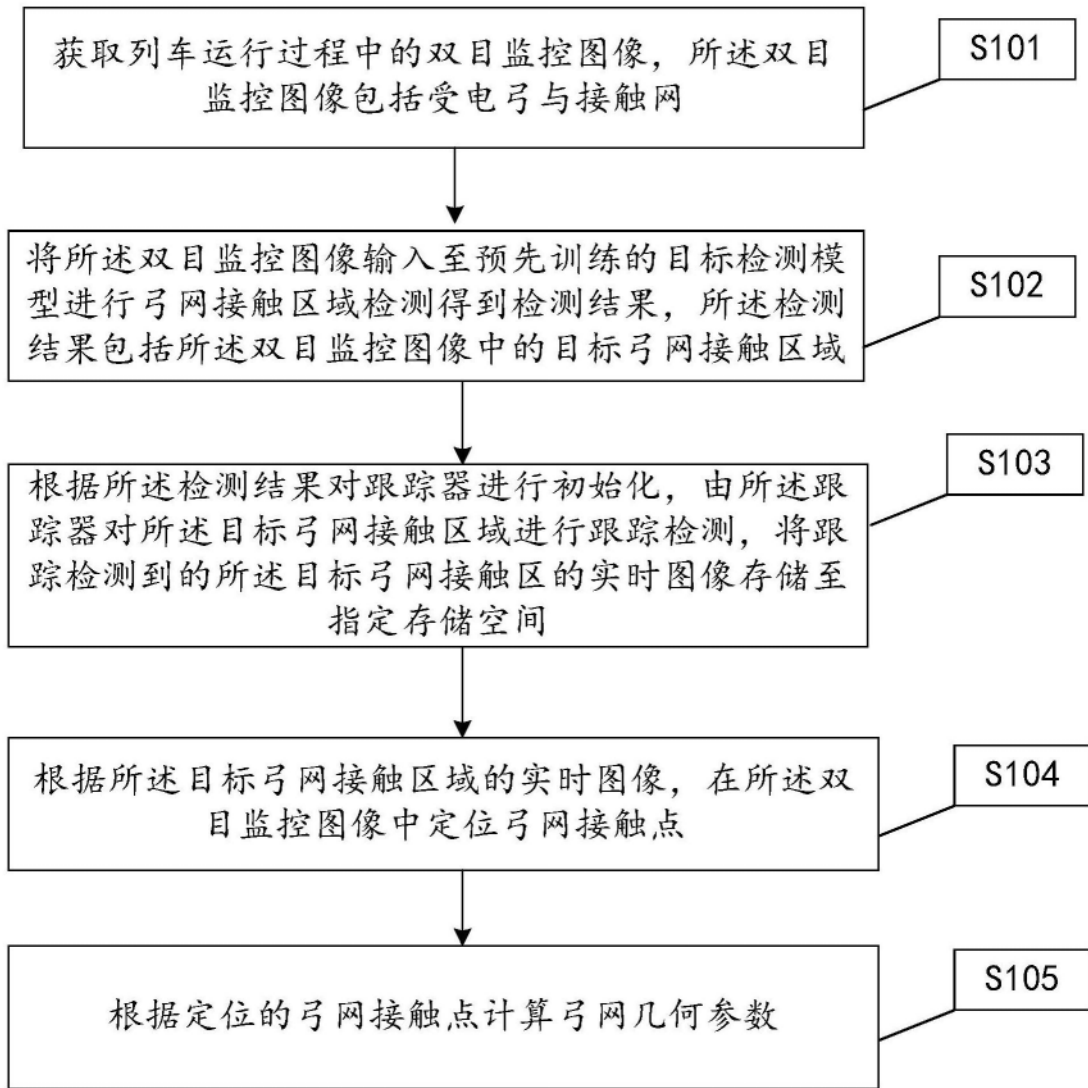 获取列车运行过程中的双目监控图像，所述双目
监控图像包括受电弓与接触网
S101
将所述双目监控图像输入至预先训练的目标检测模
型进行弓网接触区域检测得到检测结果，所述检测
结果包括所述双目监控图像中的目标弓网接触区域
S102
根据所述检测结果对跟踪器进行初始化，由所述跟
踪器对所述目标弓网接触区域进行跟踪检测，将跟
踪检测到的所述目标弓网接触区的实时图像存储至
指定存储空间
S103
根据所述目标弓网接触区域的实时图像，在所述双
目监控图像中定位弓网接触点
S104
根据定位的弓网接触点计算弓网几何参数
S105